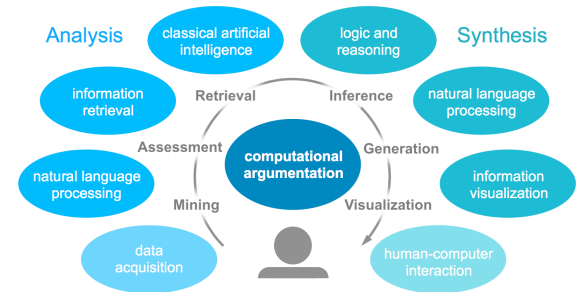 Analysis
classical artificial
intelligence
logic and
reasoning
Synthesis
information
retrieval
Retrieval
Inference
natural language
processing
Assessment
computational
argumentation
Generation
natural language
processing
Mining
Visualization
information
visualization
data
acquisition
human-computer
interaction